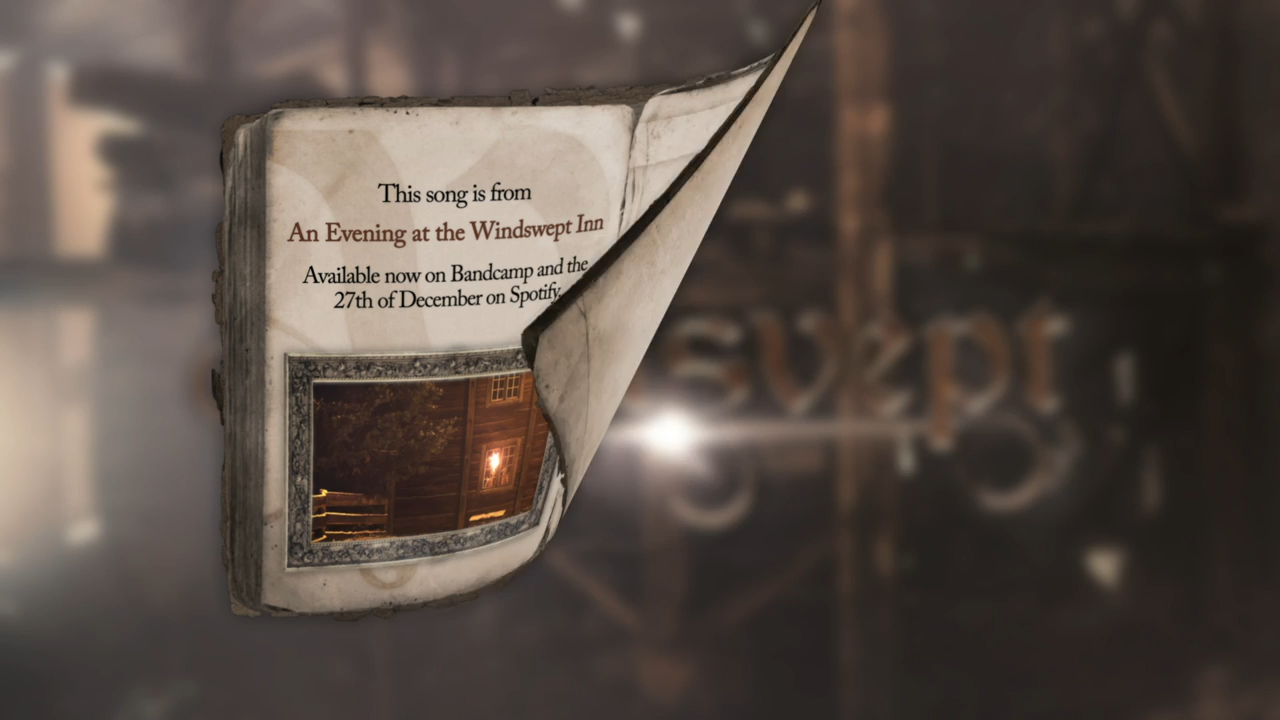 This song is from
An Evening at the Windswept Inn
Available now on Bandcamp and the
27th of December on Spotify.
swept